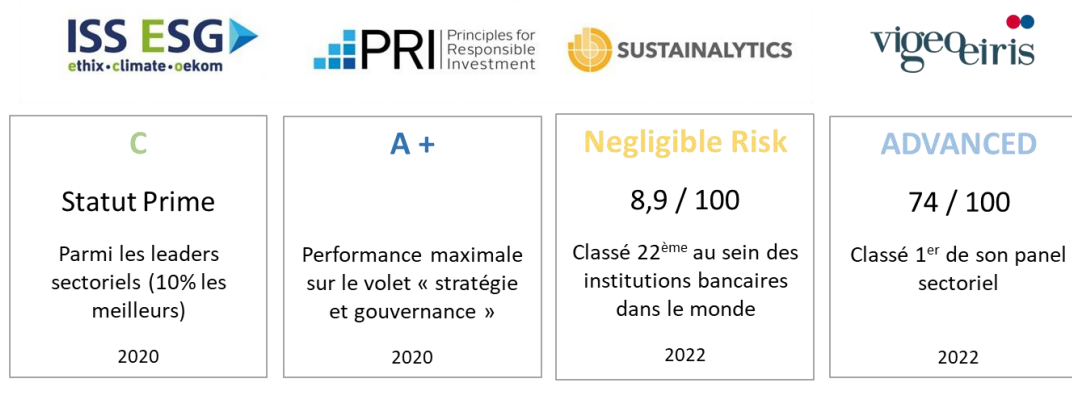 ISS ESG
ethix • climate • oekom
PRI
Principles for
Responsible
Investment
SUSTAINALYTICS
vigeoeiris
C
Statut Prime
Parmi les leaders
sectoriels (10% les
meilleurs)
2020
A +
Performance maximale
sur le volet « stratégie
et gouvernance »
2020
Negligible Risk
8,9 / 100
Classé 22ème au sein des
institutions bancaires
dans le monde
2022
ADVANCED
74 / 100
Classé 1er de son panel
sectoriel
2022